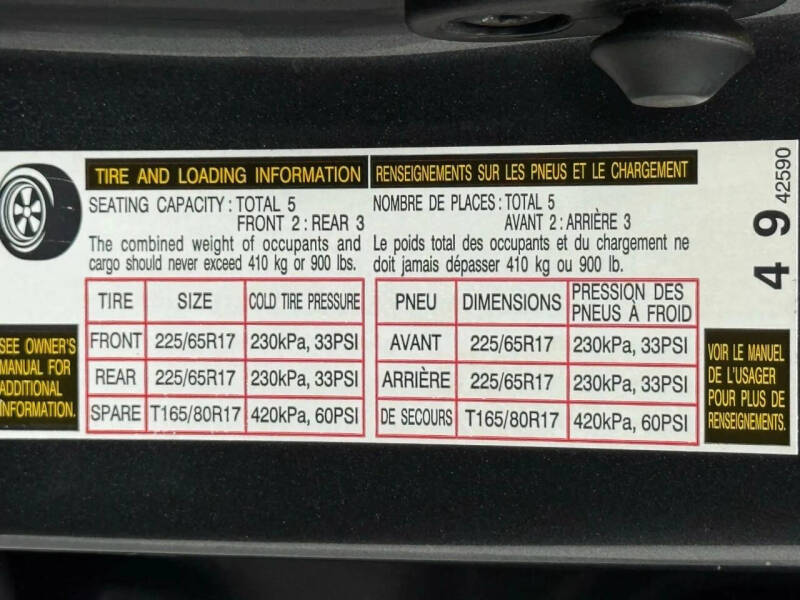 TIRE AND LOADING INFORMATION
SEATING CAPACITY : TOTAL 5
FRONT 2 : REAR 3
The combined weight of occupants and
cargo should never exceed 410 kg or 900 lbs.
TIRE SIZE COLD TIRE PRESSURE
FRONT 225/65R17 230kPa, 33PSI
REAR 225/65R17 230kPa, 33PSI
SPARE T165/80R17 420kPa, 60PSI
SEE OWNER'S
MANUAL FOR
ADDITIONAL
INFORMATION.
RENSEIGNEMENTS SUR LES PNEUS ET LE CHARGEMENT
NOMBRE DE PLACES : TOTAL 5
AVANT 2 : ARRIÈRE 3
Le poids total des occupants et du chargement ne
doit jamais dépasser 410 kg ou 900 lb.
PNEU DIMENSIONS PRESSION DES
PNEUS À FROID
AVANT 225/65R17 230kPa, 33PSI
ARRIÈRE 225/65R17 230kPa, 33PSI
DE SECOURS T165/80R17 420kPa, 60PSI
VOIR LE MANUEL
DE L'USAGER
POUR PLUS DE
RENSEIGNEMENTS.
4 9
42590